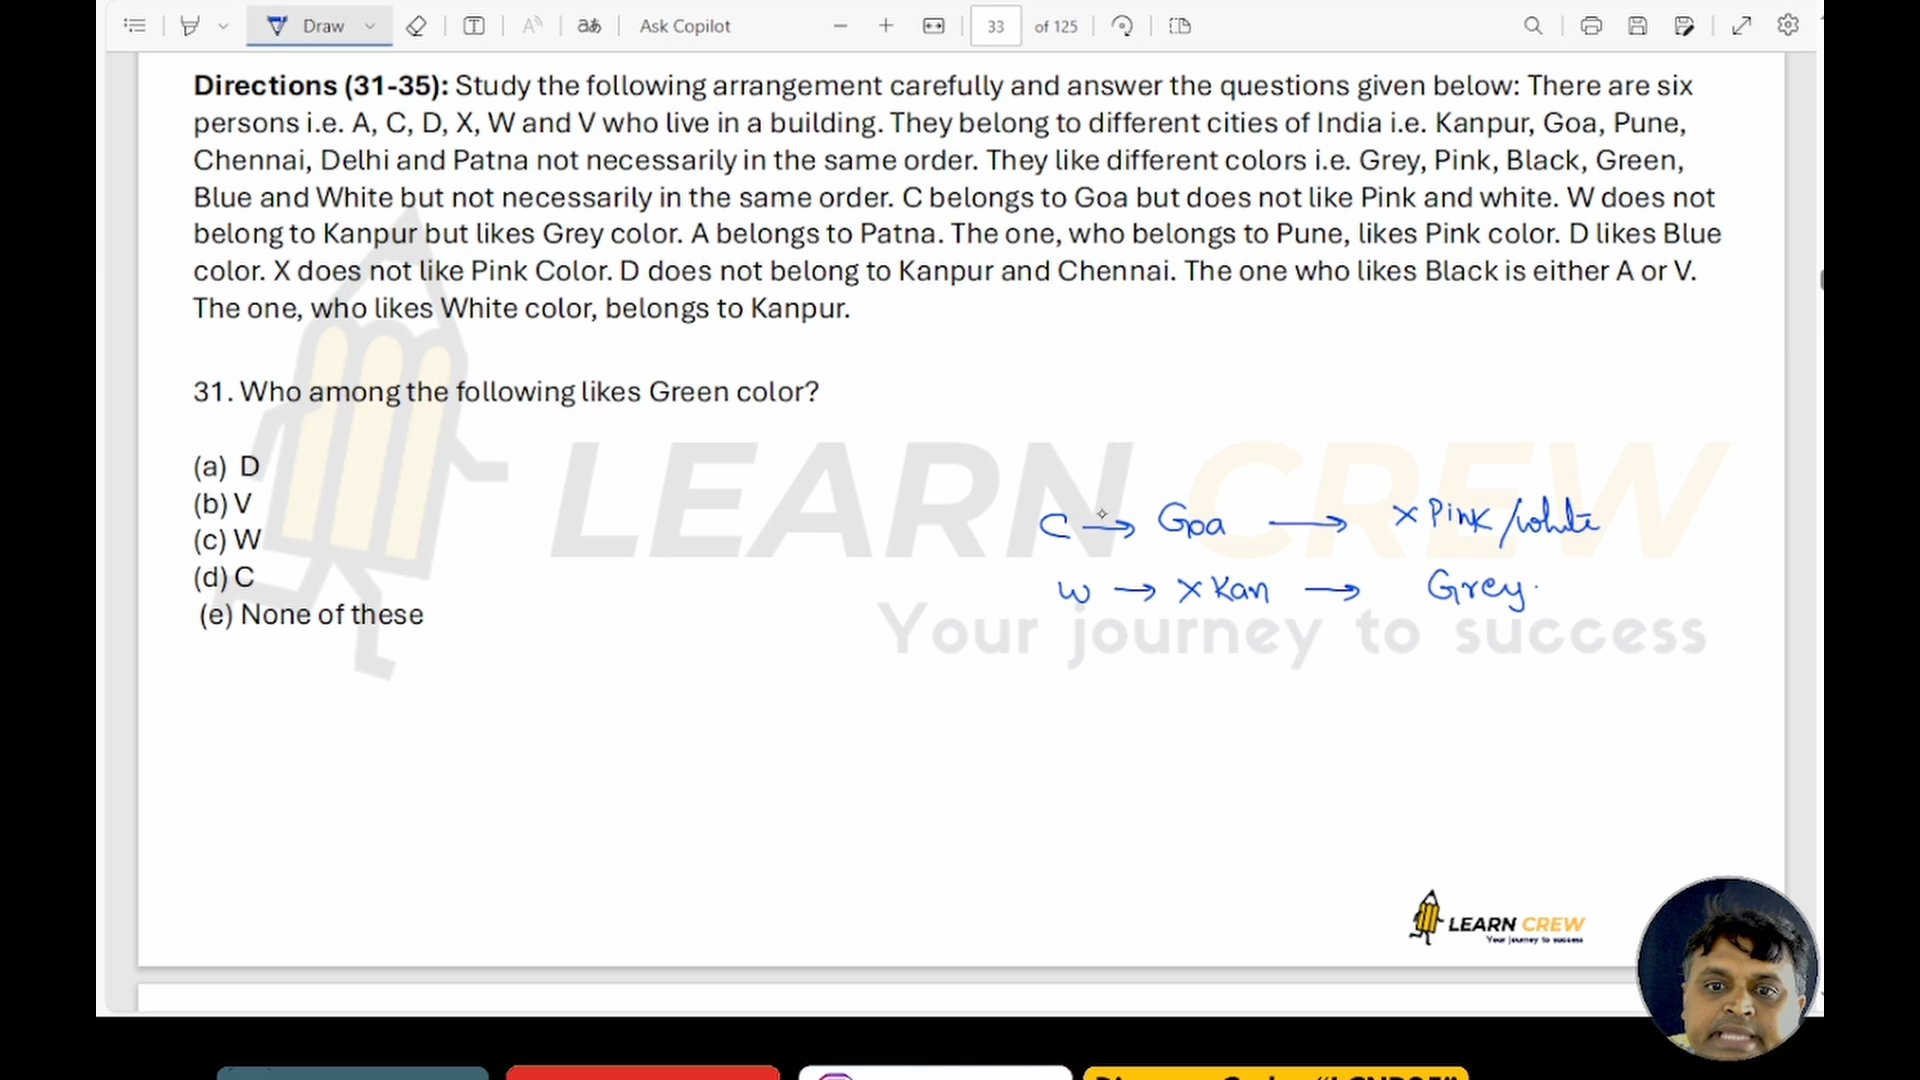 Draw
Ask Copilot
33 of 125
Directions (31-35): Study the following arrangement carefully and answer the questions given below: There are six
persons i.e. A, C, D, X, W and V who live in a building. They belong to different cities of India i.e. Kanpur, Goa, Pune,
Chennai, Delhi and Patna not necessarily in the same order. They like different colors i.e. Grey, Pink, Black, Green,
Blue and White but not necessarily in the same order. C belongs to Goa but does not like Pink and white. W does not
belong to Kanpur but likes Grey color. A belongs to Patna. The one, who belongs to Pune, likes Pink color. D likes Blue
color. X does not like Pink Color. D does not belong to Kanpur and Chennai. The one who likes Black is either A or V.
The one, who likes White color, belongs to Kanpur.
31. Who among the following likes Green color?
(a) D
(b) V
(c) W
(d) C
(e) None of these
LEARN CREW
Your journey to success
C → Goa → x Pink/white
W → x Kan → Grey.
LEARN CREW
Your journey to success